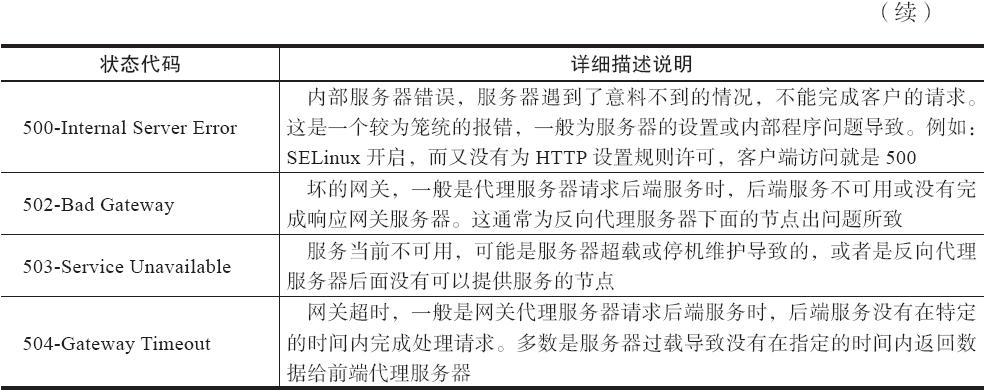 （续）
状态代码 详细描述说明
内部服务器错误，服务器遇到了意料不到的情况，不能完成客户的请求。
500-Internal Server Error 这是一个较为笼统的报错，一般为服务器的设置或内部程序问题导致。例如：
SELinux 开启，而又没有为 HTTP 设置规则许可，客户端访问就是 500
502-Bad Gateway 坏的网关，一般是代理服务器请求后端服务时，后端服务不可用或没有完
成响应网关服务器。这通常为反向代理服务器下面的节点出问题所致
503-Service Unavailable 服务当前不可用，可能是服务器超载或停机维护导致的，或者是反向代理
服务器后面没有可以提供服务的节点
网关超时，一般是网关代理服务器请求后端服务时，后端服务没有在特定
504-Gateway Timeout 的时间内完成处理请求。多数是服务器过载导致没有在指定的时间内返回数
据给前端代理服务器